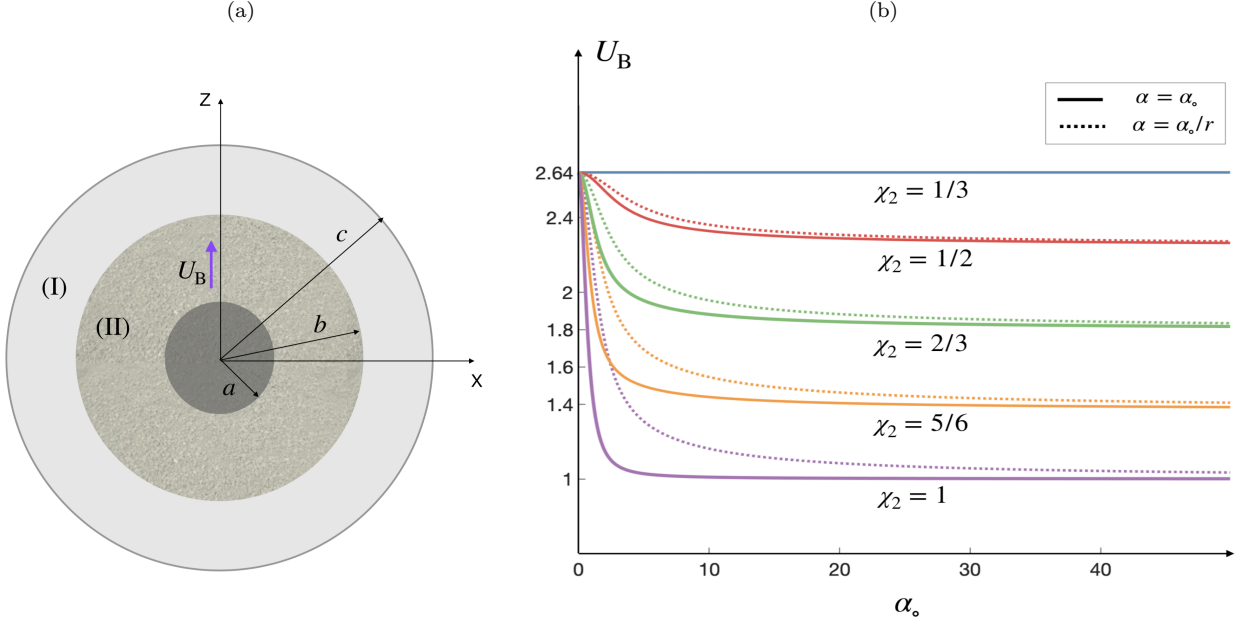 (a)
Z
c
U_B
(I)
(II)
b
a
X
(b)
U_B
α = α∘
α = α∘/r
2.64
χ₂ = 1/3
2.4
χ₂ = 1/2
2
1.8
χ₂ = 2/3
1.6
1.4
χ₂ = 5/6
1
χ₂ = 1
0 10 20 30 40
α∘